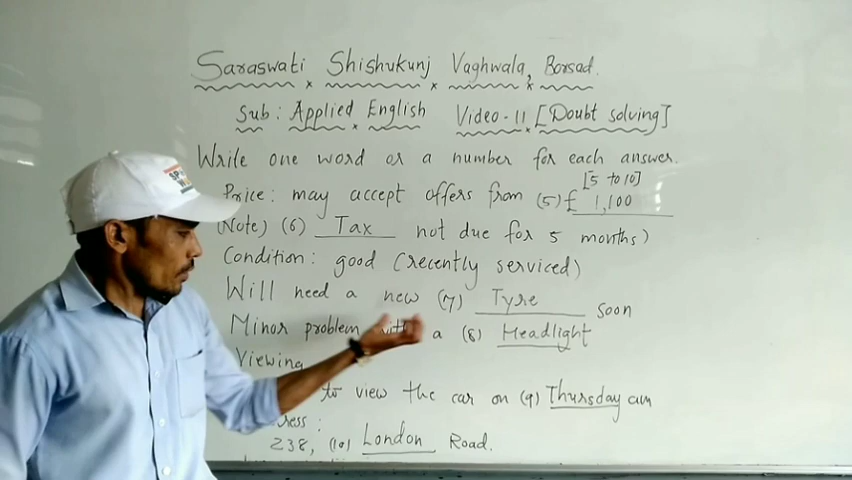 Saraswati Shishukunj Vaghwala, Borsad.
Sub : Applied English Video - 11 [Doubt solving]
Write one word or a number for each answer.
[5 to 10]
Price : may accept offers from (5) £ 1,100
(Note) (6) Tax not due for 5 months)
Condition : good (recently serviced)
Will need a new (7) Tyre soon
Minor problem with a (8) Headlight
Viewing
to view the car on (9) Thursday am
238, (10) London Road.